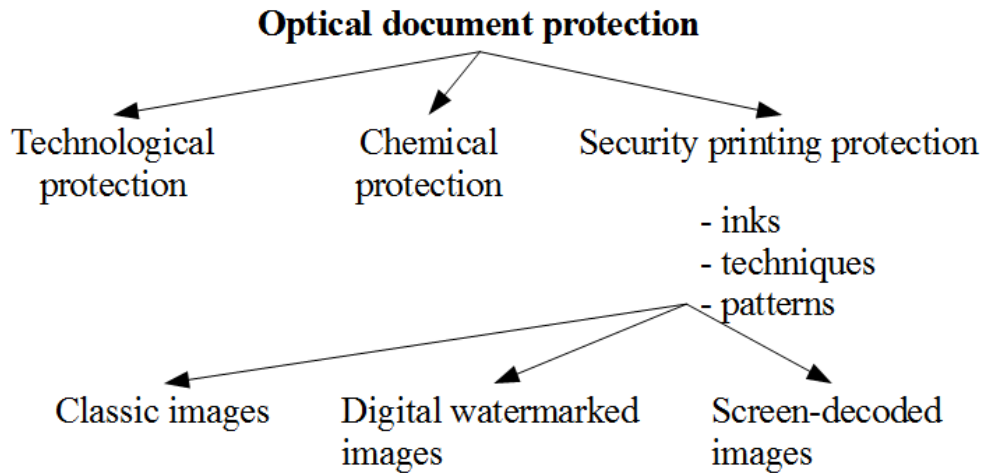 Optical document protection
Technological
protection
Chemical
protection
Security printing protection
- inks
- techniques
- patterns
Classic images
Digital watermarked
images
Screen-decoded
images